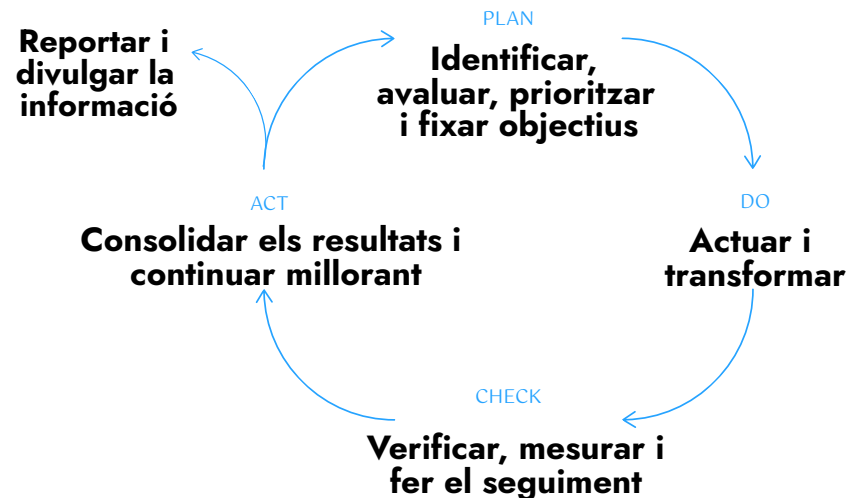 Reportar i
divulgar la
informació
PLAN
Identificar,
avaluar, prioritzar
i fixar objectius
ACT
Consolidar els resultats i
continuar millorant
DO
Actuar i
transformar
CHECK
Verificar, mesurar i
fer el seguiment